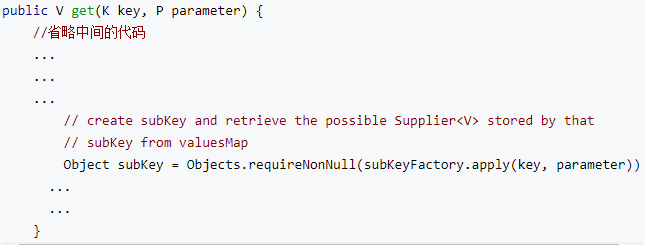 public V get(K key, P parameter) {
//省略中间的代码
...
...
...
// create subKey and retrieve the possible Supplier<V> stored by that
// subKey from valuesMap
Object subKey = Objects.requireNonNull(subKeyFactory.apply(key, parameter))
...
...
}